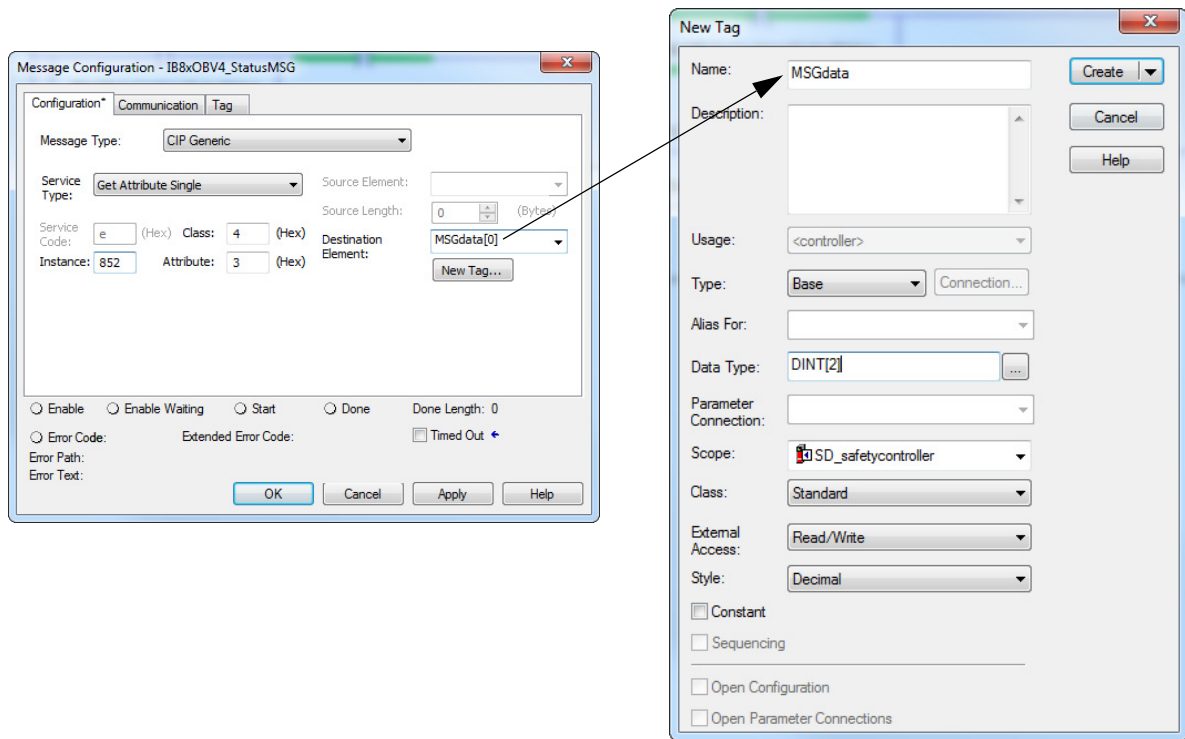 Message Configuration - IB8xOBV4_StatusMSG
Configuration* Communication Tag
Message Type: CIP Generic
Service Type: Get Attribute Single
Source Element:
Source Length: 0 (Bytes)
Service Code: e (Hex) Class: 4 (Hex)
Destination Element: MSGdata[0]
Instance: 852 Attribute: 3 (Hex)
New Tag...
Enable Enable Waiting Start Done Done Length: 0
Error Code: Extended Error Code: Timed Out
Error Path:
Error Text:
OK Cancel Apply Help
New Tag
Name: MSGdata Create
Description: Cancel
Help
Usage: <controller>
Type: Base Connection...
Alias For:
Data Type: DINT[2] ...
Parameter Connection:
Scope: SD_safetycontroller
Class: Standard
External Access: Read/Write
Style: Decimal
Constant
Sequencing
Open Configuration
Open Parameter Connections